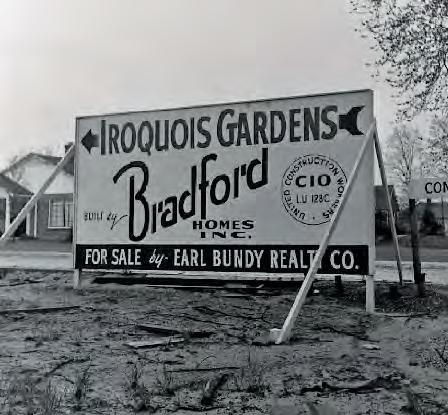 IROQUOIS GARDENS
BUILT by Bradford
HOMES
INC.
UNITED CONSTRUCTION WORKERS
CIO
L.U 123C.
FOR SALE by- EARL BUNDY REALTY CO.
CON